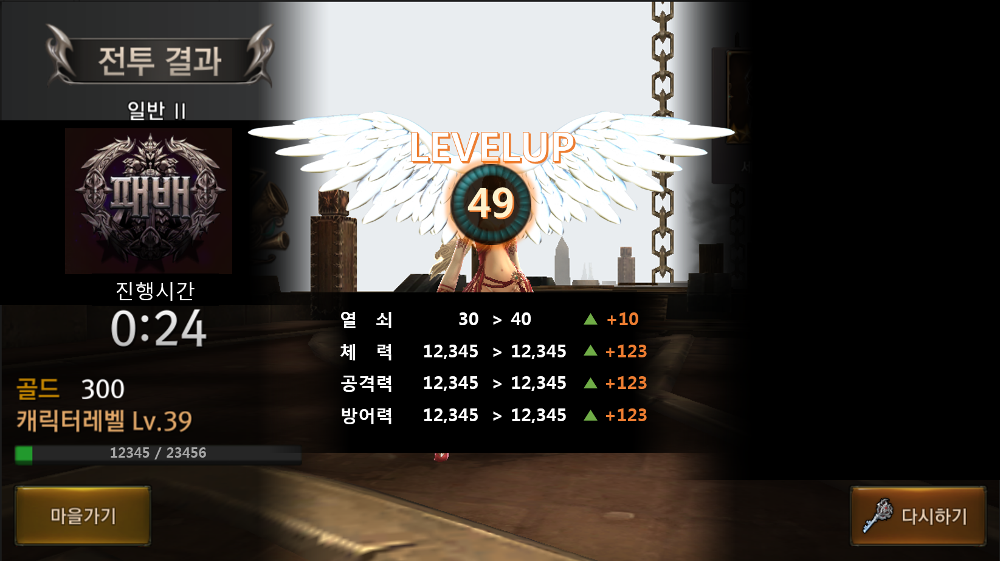 전투 결과
일반 II
패배
진행시간
0:24
골드 300
캐릭터레벨 Lv.39
12345 / 23456
마을가기
LEVELUP
49
열 쇠 30 > 40 ▲ +10
체 력 12,345 > 12,345 ▲ +123
공격력 12,345 > 12,345 ▲ +123
방어력 12,345 > 12,345 ▲ +123
다시하기